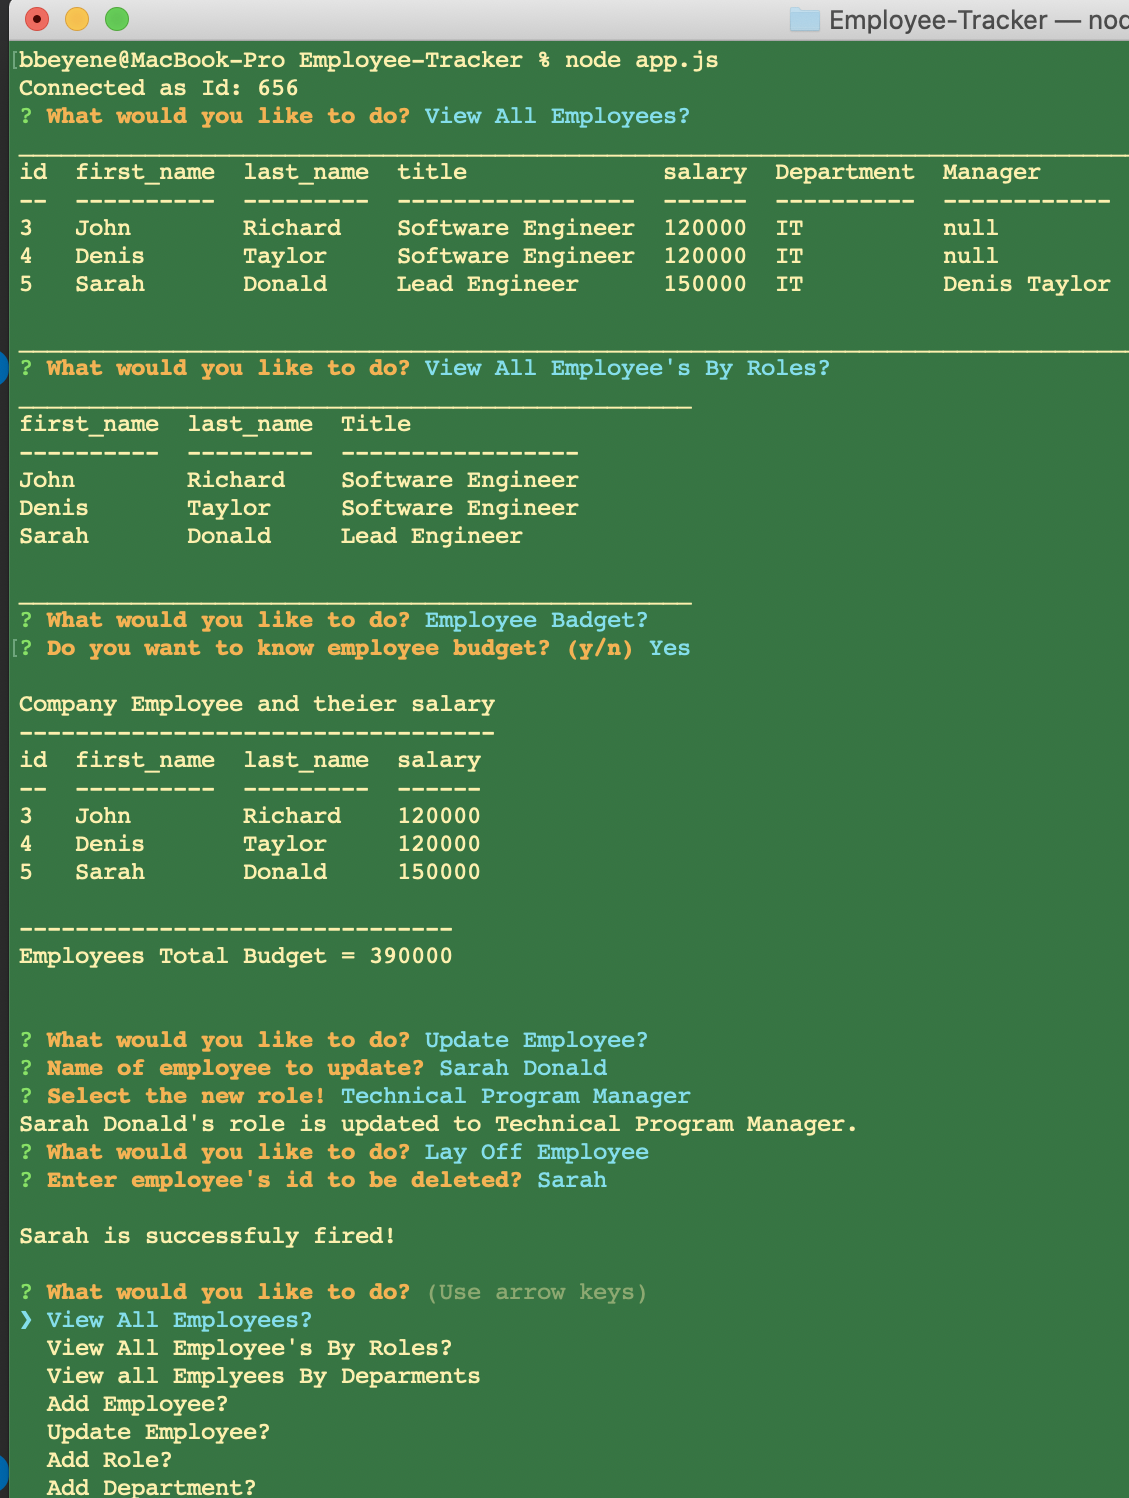 Employee-Tracker — nod
bbeyene@MacBook-Pro Employee-Tracker % node app.js
Connected as Id: 656
? What would you like to do? View All Employees?
id  first_name  last_name  title              salary  Department  Manager
--  ----------  ---------  -----------------  ------  ----------  ------------
3   John        Richard    Software Engineer  120000  IT          null
4   Denis       Taylor     Software Engineer  120000  IT          null
5   Sarah       Donald     Lead Engineer      150000  IT          Denis Taylor
? What would you like to do? View All Employee's By Roles?
first_name  last_name  Title
----------  ---------  -----------------
John        Richard    Software Engineer
Denis       Taylor     Software Engineer
Sarah       Donald     Lead Engineer
? What would you like to do? Employee Badget?
? Do you want to know employee budget? (y/n) Yes
Company Employee and theier salary
----------------------------------
id  first_name  last_name  salary
--  ----------  ---------  ------
3   John        Richard    120000
4   Denis       Taylor     120000
5   Sarah       Donald     150000
-------------------------------
Employees Total Budget = 390000
? What would you like to do? Update Employee?
? Name of employee to update? Sarah Donald
? Select the new role! Technical Program Manager
Sarah Donald's role is updated to Technical Program Manager.
? What would you like to do? Lay Off Employee
? Enter employee's id to be deleted? Sarah
Sarah is successfuly fired!
? What would you like to do? (Use arrow keys)
❯ View All Employees?
View All Employee's By Roles?
View all Emplyees By Deparments
Add Employee?
Update Employee?
Add Role?
Add Department?